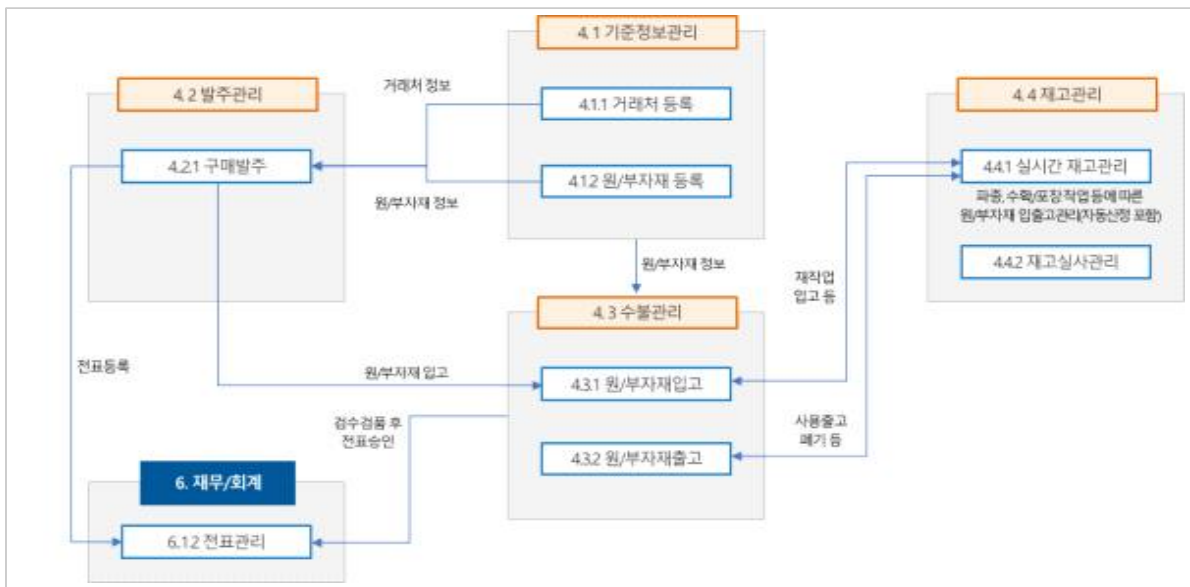 4.1 기준정보관리
4.1.1 거래처 등록
4.1.2 원/부자재 등록
4.2 발주관리
4.2.1 구매발주
거래처 정보
원/부자재 정보
4.4 재고관리
4.4.1 실시간 재고관리
파종, 수확/포장 작업 등에 따른
원/부자재 입출고관리(자동산정 포함)
4.4.2 재고실사관리
원/부자재 정보
재작업
입고 등
4.3 수불관리
4.3.1 원/부자재입고
4.3.2 원/부자재출고
전표등록
원/부자재 입고
검수검품 후
전표승인
사용출고
폐기 등
6. 재무/회계
6.1.2 전표관리